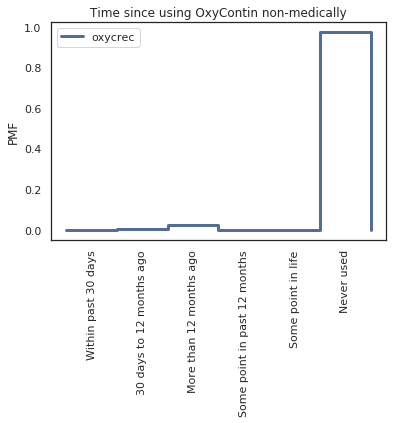 Time since using OxyContin non-medically
oxycrec
PMF
1.0
0.8
0.6
0.4
0.2
0.0
Within past 30 days
30 days to 12 months ago
More than 12 months ago
Some point in past 12 months
Some point in life
Never used